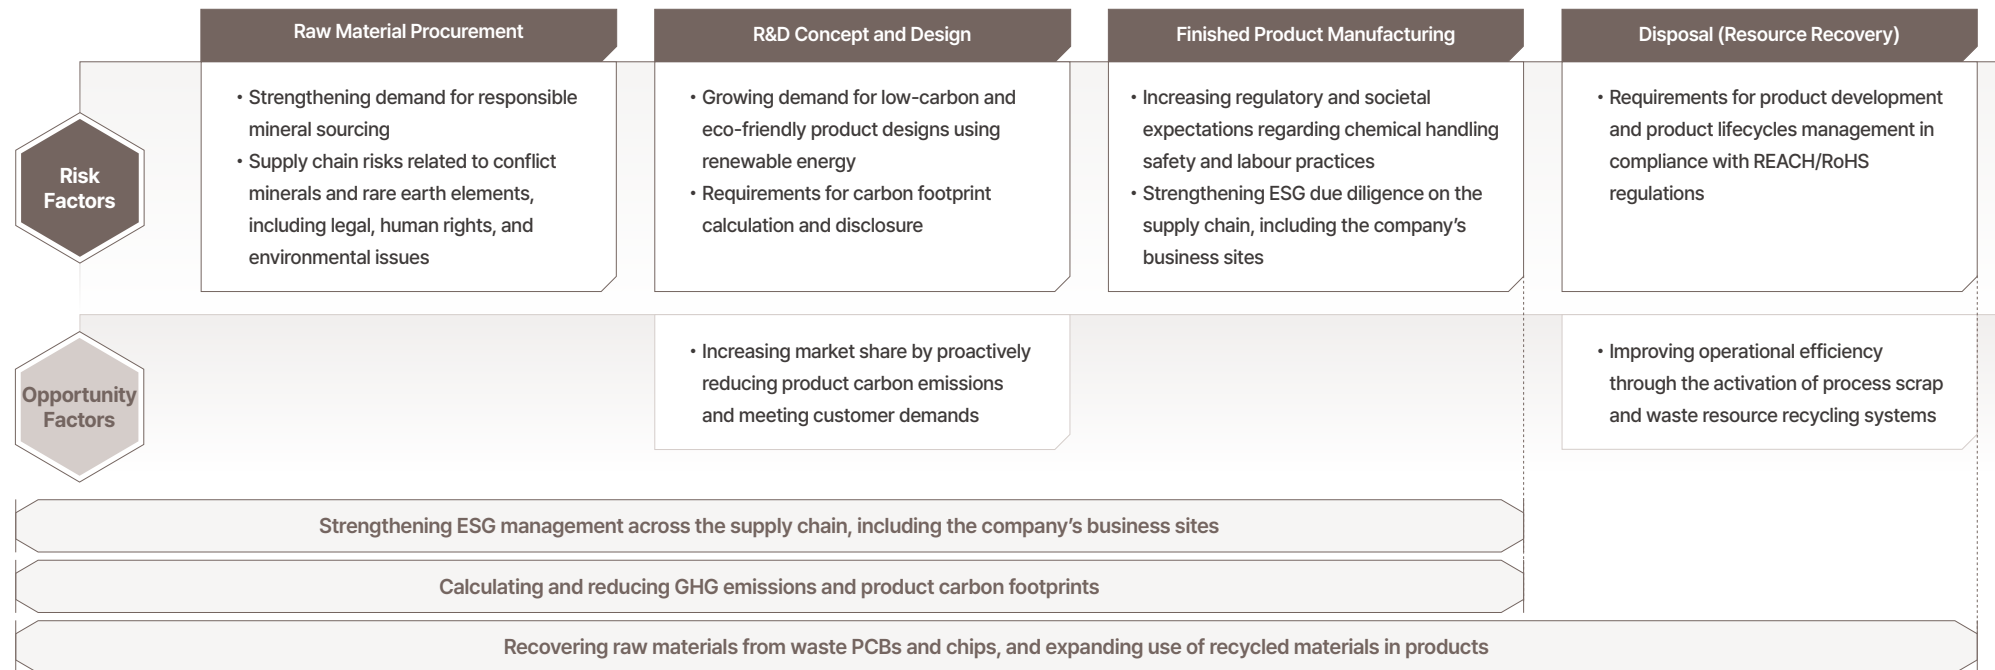 Raw Material Procurement
R&D Concept and Design
Finished Product Manufacturing
Disposal (Resource Recovery)
Risk
Factors
• Strengthening demand for responsible
mineral sourcing
• Supply chain risks related to conflict
minerals and rare earth elements,
including legal, human rights, and
environmental issues
• Growing demand for low-carbon and
eco-friendly product designs using
renewable energy
• Requirements for carbon footprint
calculation and disclosure
• Increasing regulatory and societal
expectations regarding chemical handling
safety and labour practices
• Strengthening ESG due diligence on the
supply chain, including the company’s
business sites
• Requirements for product development
and product lifecycles management in
compliance with REACH/RoHS
regulations
Opportunity
Factors
• Increasing market share by proactively
reducing product carbon emissions
and meeting customer demands
• Improving operational efficiency
through the activation of process scrap
and waste resource recycling systems
Strengthening ESG management across the supply chain, including the company’s business sites
Calculating and reducing GHG emissions and product carbon footprints
Recovering raw materials from waste PCBs and chips, and expanding use of recycled materials in products